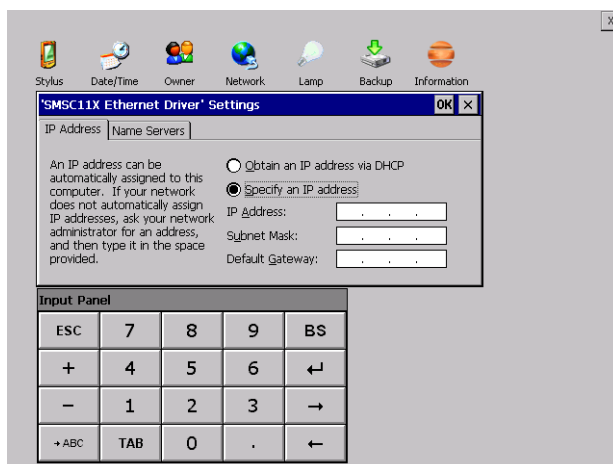 X
Stylus Date/Time Owner Network Lamp Backup Information
'SMSC11X Ethernet Driver' Settings OK ×
IP Address Name Servers
An IP address can be
automatically assigned to this
computer. If your network
does not automatically assign
IP addresses, ask your network
administrator for an address,
and then type it in the space
provided.
Obtain an IP address via DHCP
Specify an IP address
IP Address: . . .
Subnet Mask: . . .
Default Gateway: . . .
Input Panel
ESC 7 8 9 BS
+ 4 5 6 ↵
- 1 2 3 →
→ABC TAB 0 . ←